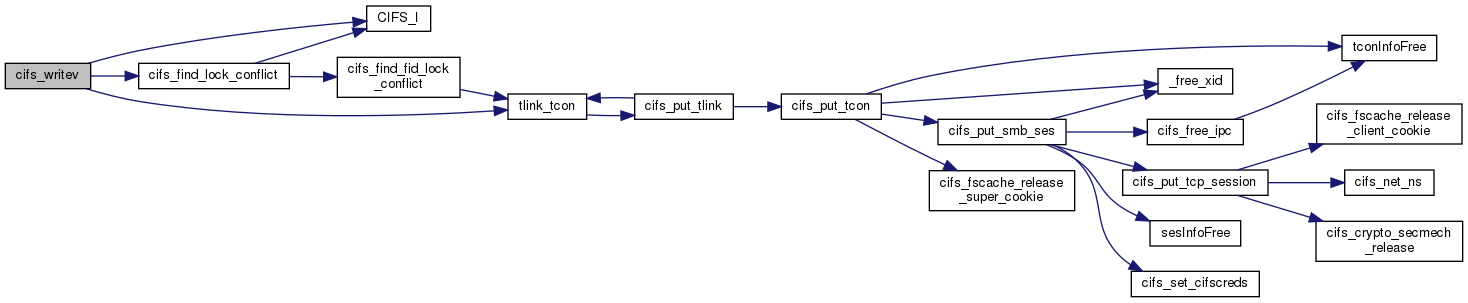 cifs_writev
CIFS_I
cifs_find_lock_conflict
cifs_find_fid_lock
_conflict
tlink_tcon
cifs_put_tlink
cifs_put_tcon
tconInfoFree
_free_xid
cifs_put_smb_ses
cifs_fscache_release
_super_cookie
cifs_free_ipc
cifs_put_tcp_session
sesInfoFree
cifs_set_cifscreds
cifs_fscache_release
_client_cookie
cifs_net_ns
cifs_crypto_secmech
_release